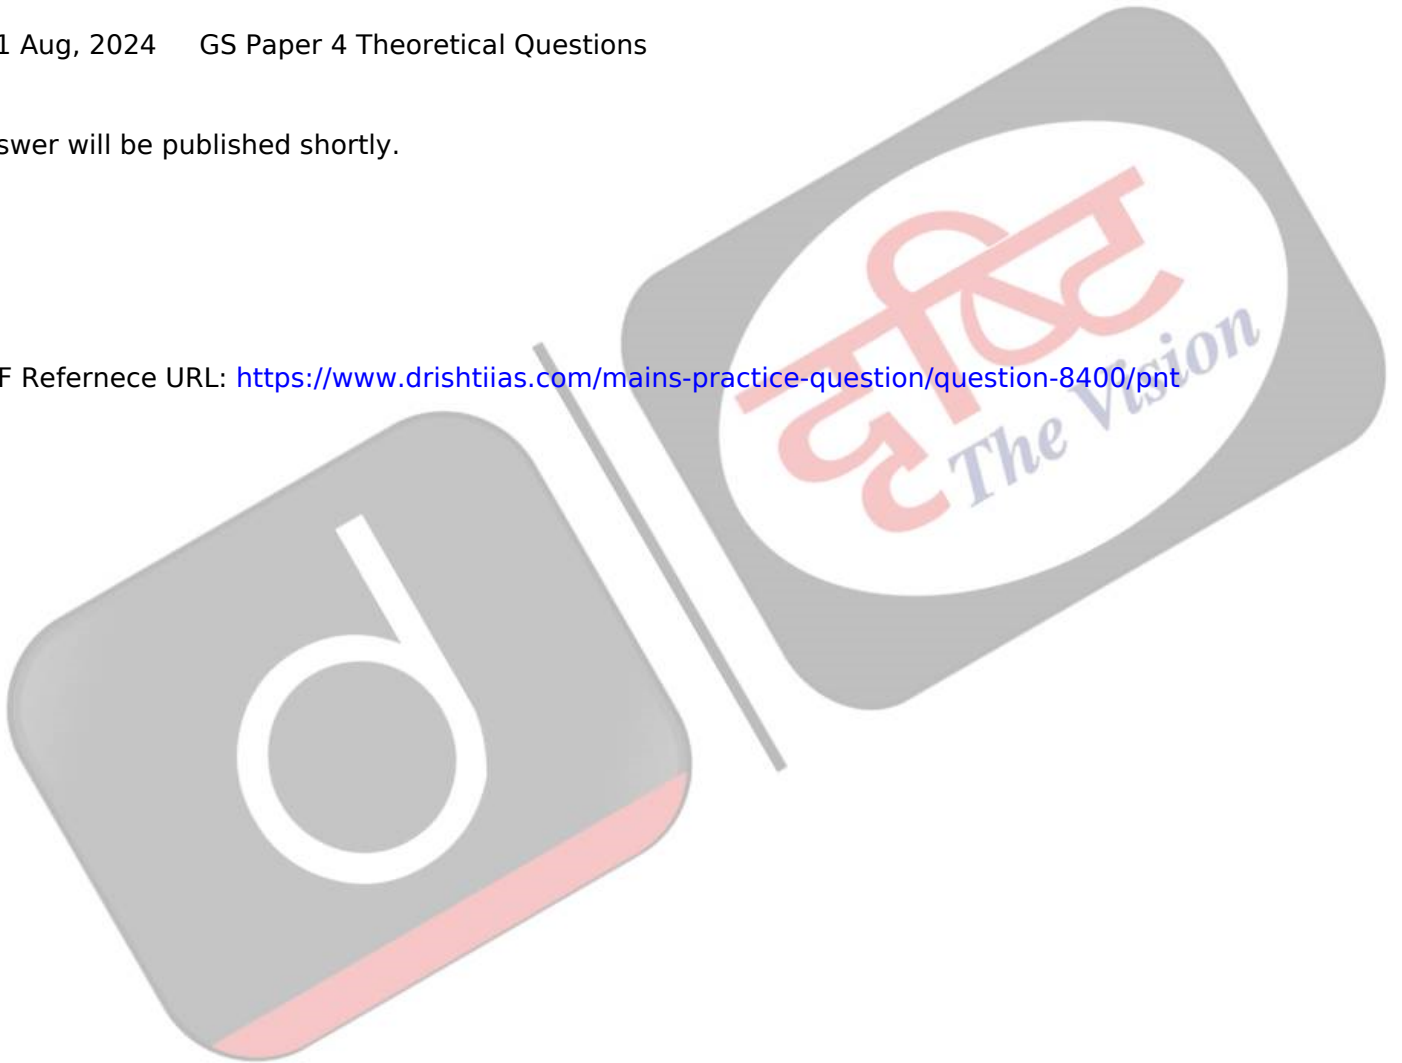 1 Aug, 2024 GS Paper 4 Theoretical Questions
swer will be published shortly.
F Refernece URL: https://www.drishtiias.com/mains-practice-question/question-8400/pnt
दृष्टि
The Vision
d